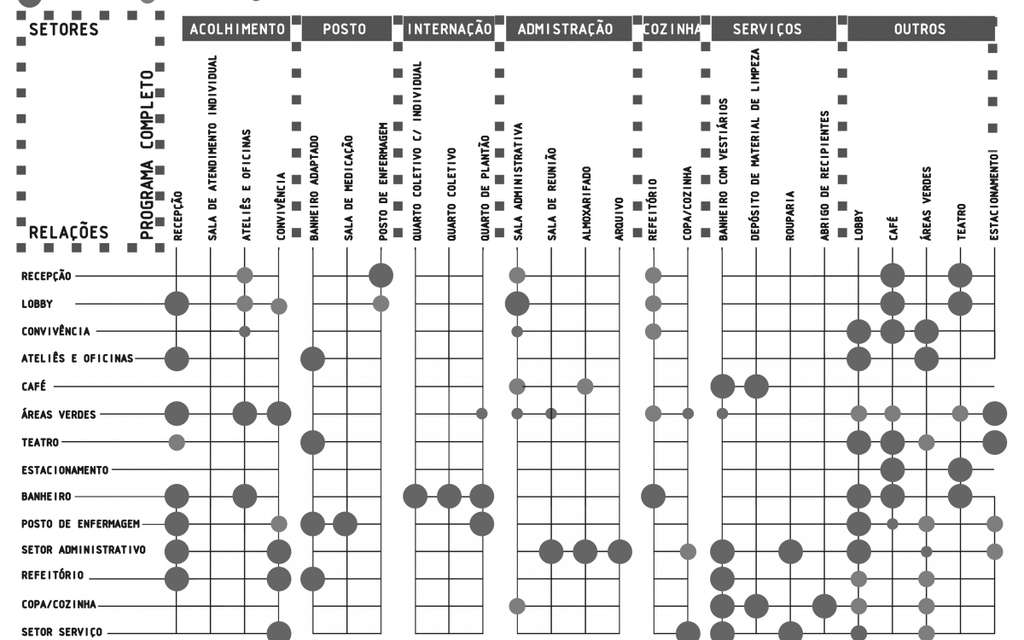 SETORES
ACOLHIMENTO
POSTO
INTERNAÇÃO
ADMISTRAÇÃO
COZINHA
SERVIÇOS
OUTROS
PROGRAMA COMPLETO
RELAÇÕES
RECEPÇÃO
SALA DE ATENDIMENTO INDIVIDUAL
ATELIÊS E OFICINAS
CONVIVÊNCIA
BANHEIRO ADAPTADO
SALA DE MEDICAÇÃO
POSTO DE ENFERMAGEM
QUARTO COLETIVO C/ INDIVIDUAL
QUARTO COLETIVO
QUARTO DE PLANTÃO
SALA ADMINISTRATIVA
SALA DE REUNIÃO
ALMOXARIFADO
ARQUIVO
REFEITÓRIO
COPA/COZINHA
BANHEIRO COM VESTIÁRIOS
DEPÓSITO DE MATERIAL DE LIMPEZA
ROUPARIA
ABRIGO DE RECIPIENTES
LOBBY
CAFÉ
ÁREAS VERDES
TEATRO
ESTACIONAMENTO
RECEPÇÃO
LOBBY
CONVIVÊNCIA
ATELIÊS E OFICINAS
CAFÉ
ÁREAS VERDES
TEATRO
ESTACIONAMENTO
BANHEIRO
POSTO DE ENFERMAGEM
SETOR ADMINISTRATIVO
REFEITÓRIO
COPA/COZINHA
SETOR SERVIÇO